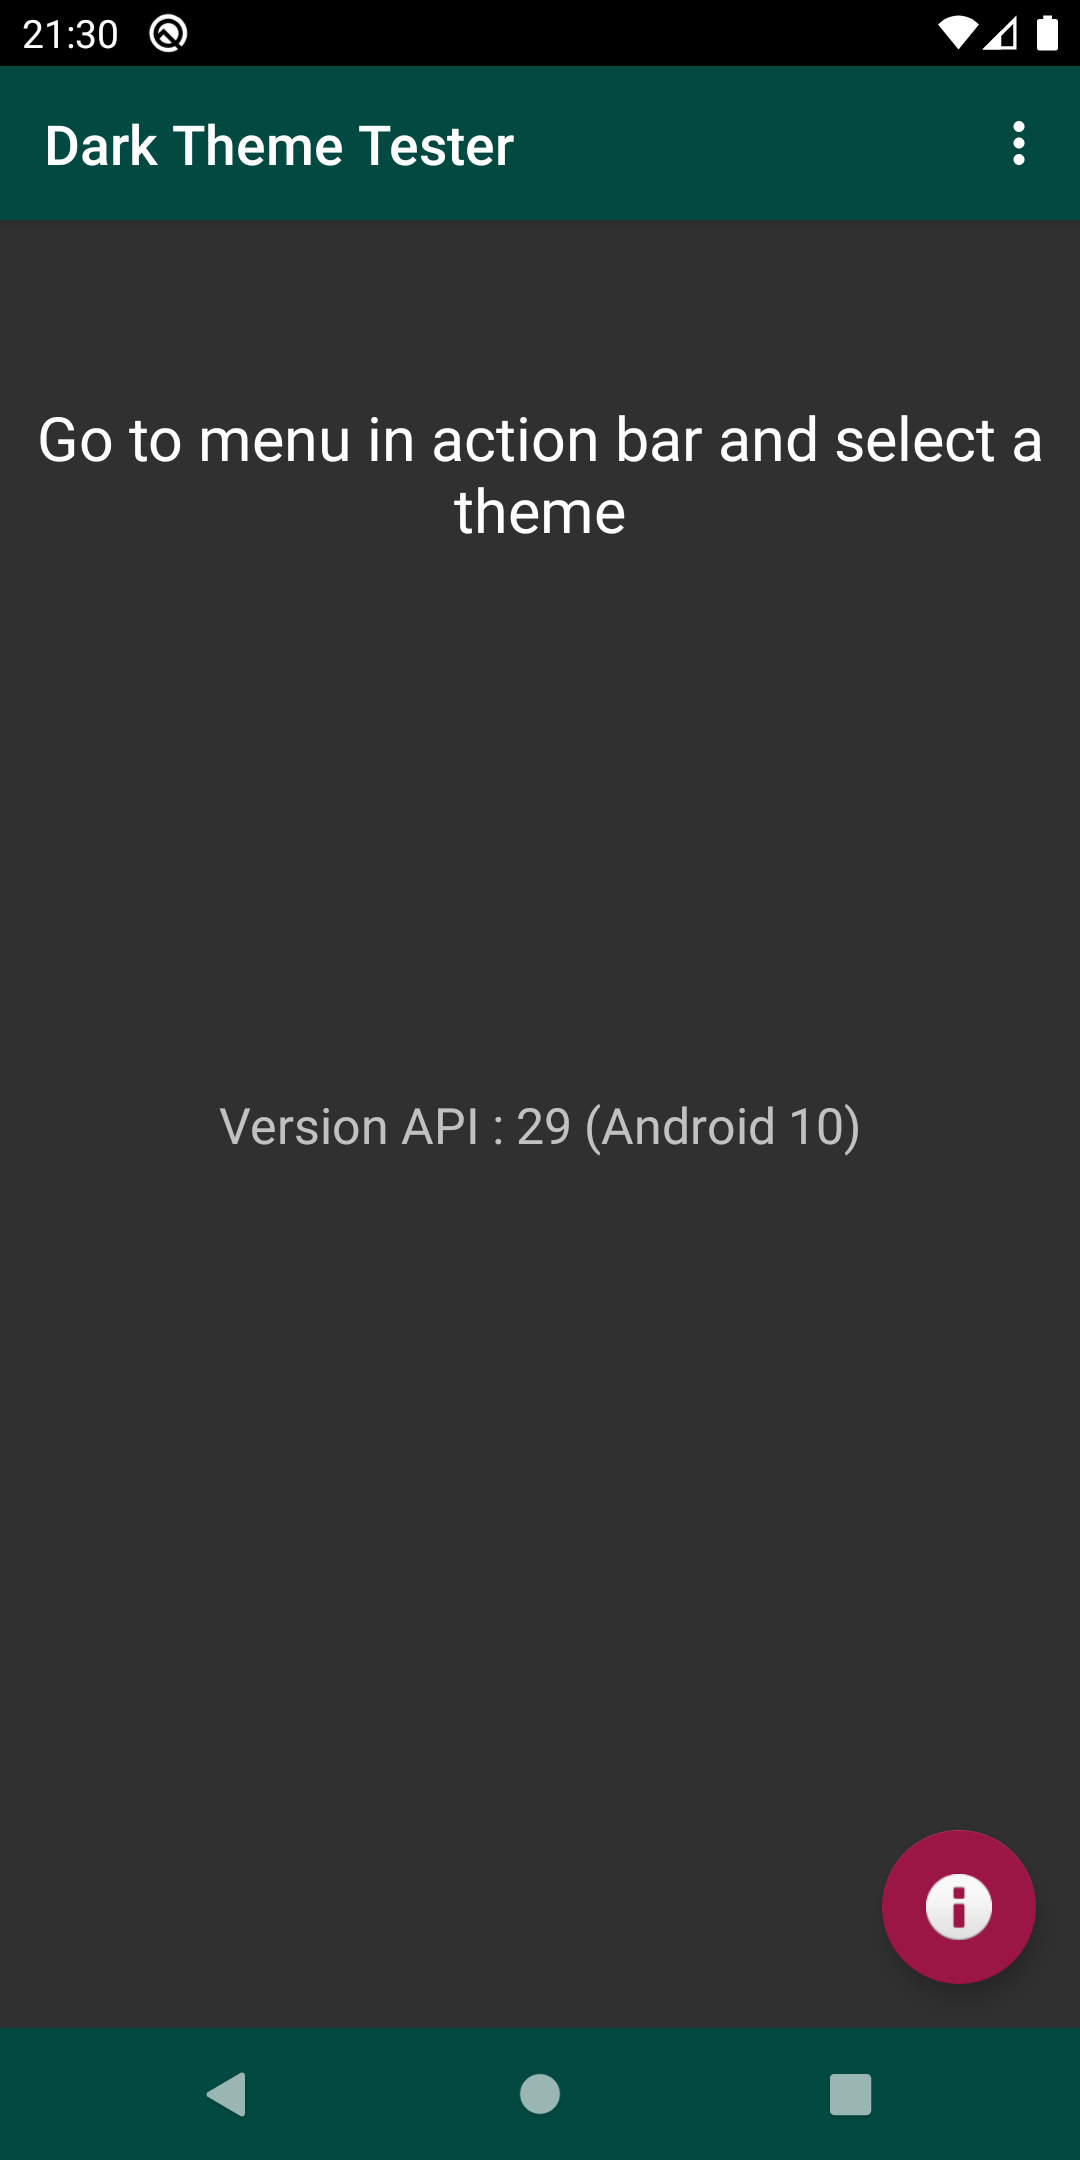 21:30
Dark Theme Tester
Go to menu in action bar and select a
theme
Version API : 29 (Android 10)